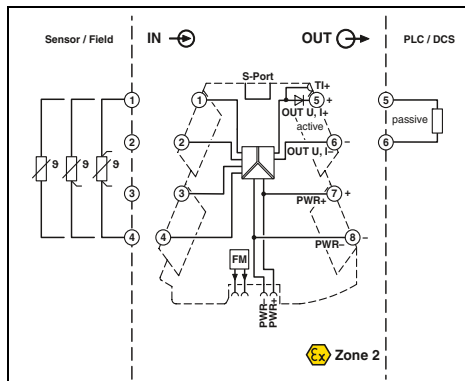 Sensor / Field
IN
OUT
PLC / DCS
S-Port
TI+
1
1
5
+
5
OUT U, I+
active
passive
2
2
6
–
6
OUT U, I–
ϑ
ϑ
ϑ
3
3
7
+
PWR+
4
4
8
–
PWR–
FM
PWR–
PWR+
εx
Zone 2